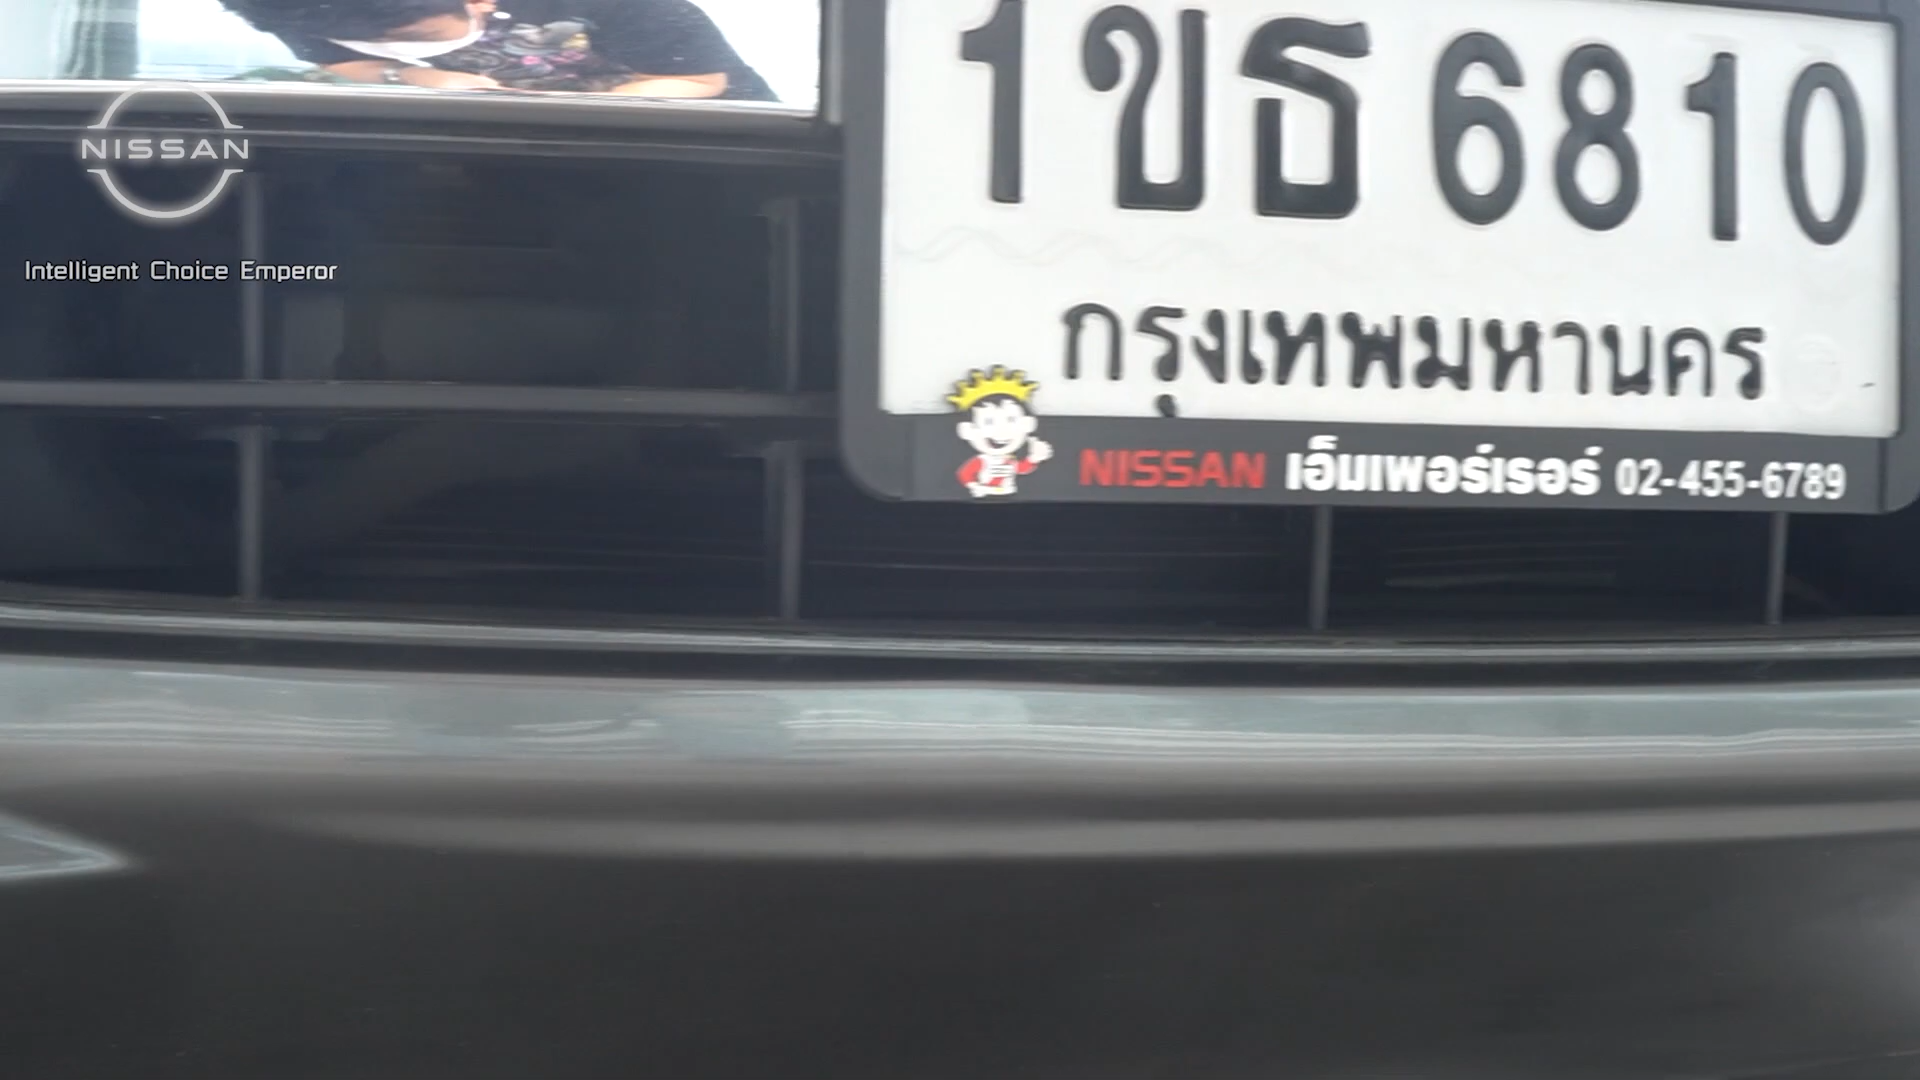 NISSAN
Intelligent Choice Emperor
1ขธ 6810
กรุงเทพมหานคร
NISSAN เอ็มเพอร์เรอร์ 02-455-6789